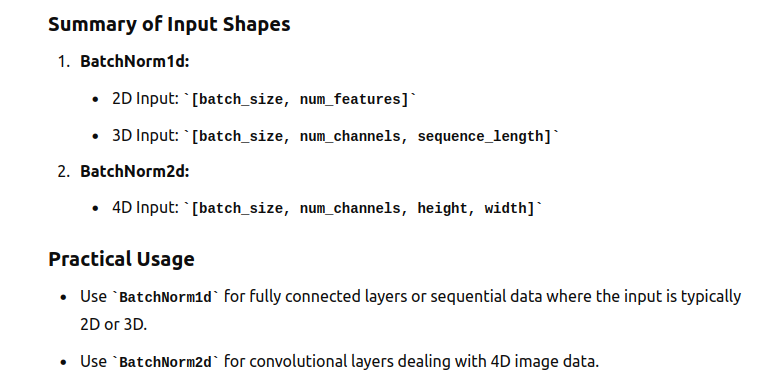 Summary of Input Shapes
1. BatchNorm1d:
• 2D Input: `[batch_size, num_features]`
• 3D Input: `[batch_size, num_channels, sequence_length]`
2. BatchNorm2d:
• 4D Input: `[batch_size, num_channels, height, width]`
Practical Usage
• Use `BatchNorm1d` for fully connected layers or sequential data where the input is typically
2D or 3D.
• Use `BatchNorm2d` for convolutional layers dealing with 4D image data.